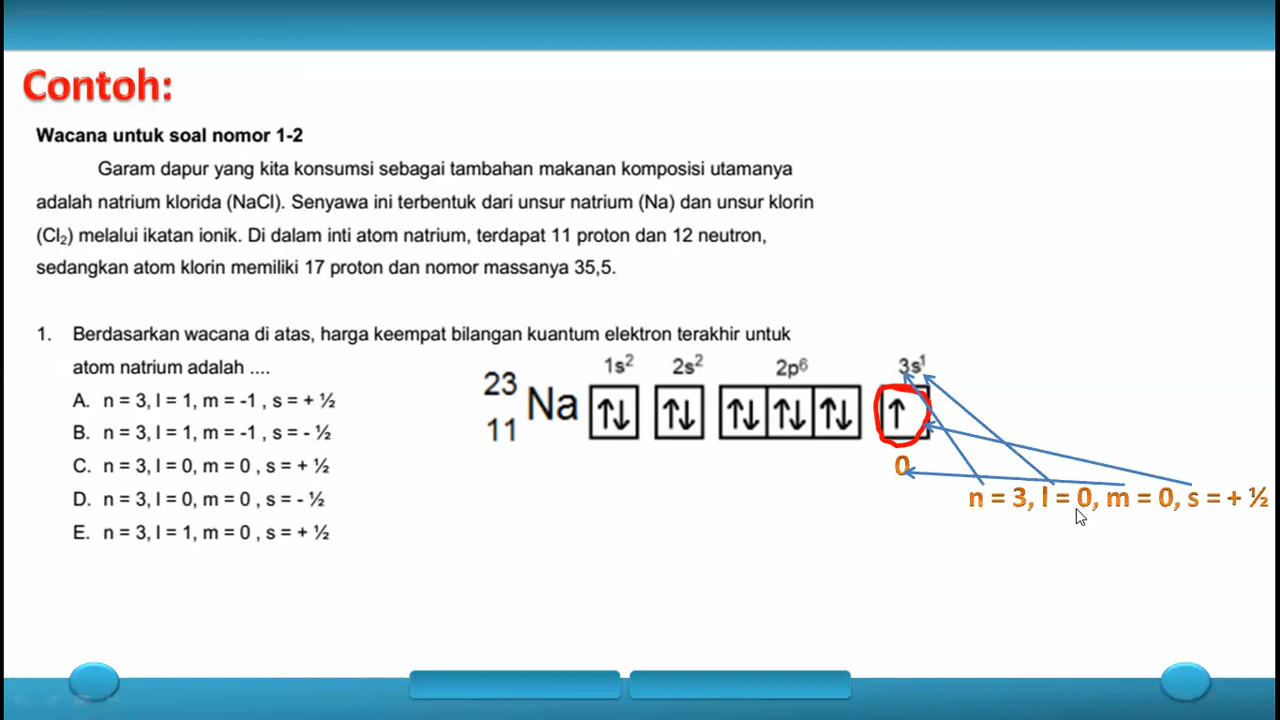 Contoh:
Wacana untuk soal nomor 1-2
Garam dapur yang kita konsumsi sebagai tambahan makanan komposisi utamanya
adalah natrium klorida (NaCl). Senyawa ini terbentuk dari unsur natrium (Na) dan unsur klorin
(Cl₂) melalui ikatan ionik. Di dalam inti atom natrium, terdapat 11 proton dan 12 neutron,
sedangkan atom klorin memiliki 17 proton dan nomor massanya 35,5.
1. Berdasarkan wacana di atas, harga keempat bilangan kuantum elektron terakhir untuk
atom natrium adalah ....
A. n = 3, l = 1, m = -1 , s = + ½
B. n = 3, l = 1, m = -1 , s = - ½
C. n = 3, l = 0, m = 0 , s = + ½
D. n = 3, l = 0, m = 0 , s = - ½
E. n = 3, l = 1, m = 0 , s = + ½
1s² 2s² 2p⁶ 3s¹
23
Na
11
0
n = 3, l = 0, m = 0, s = + ½